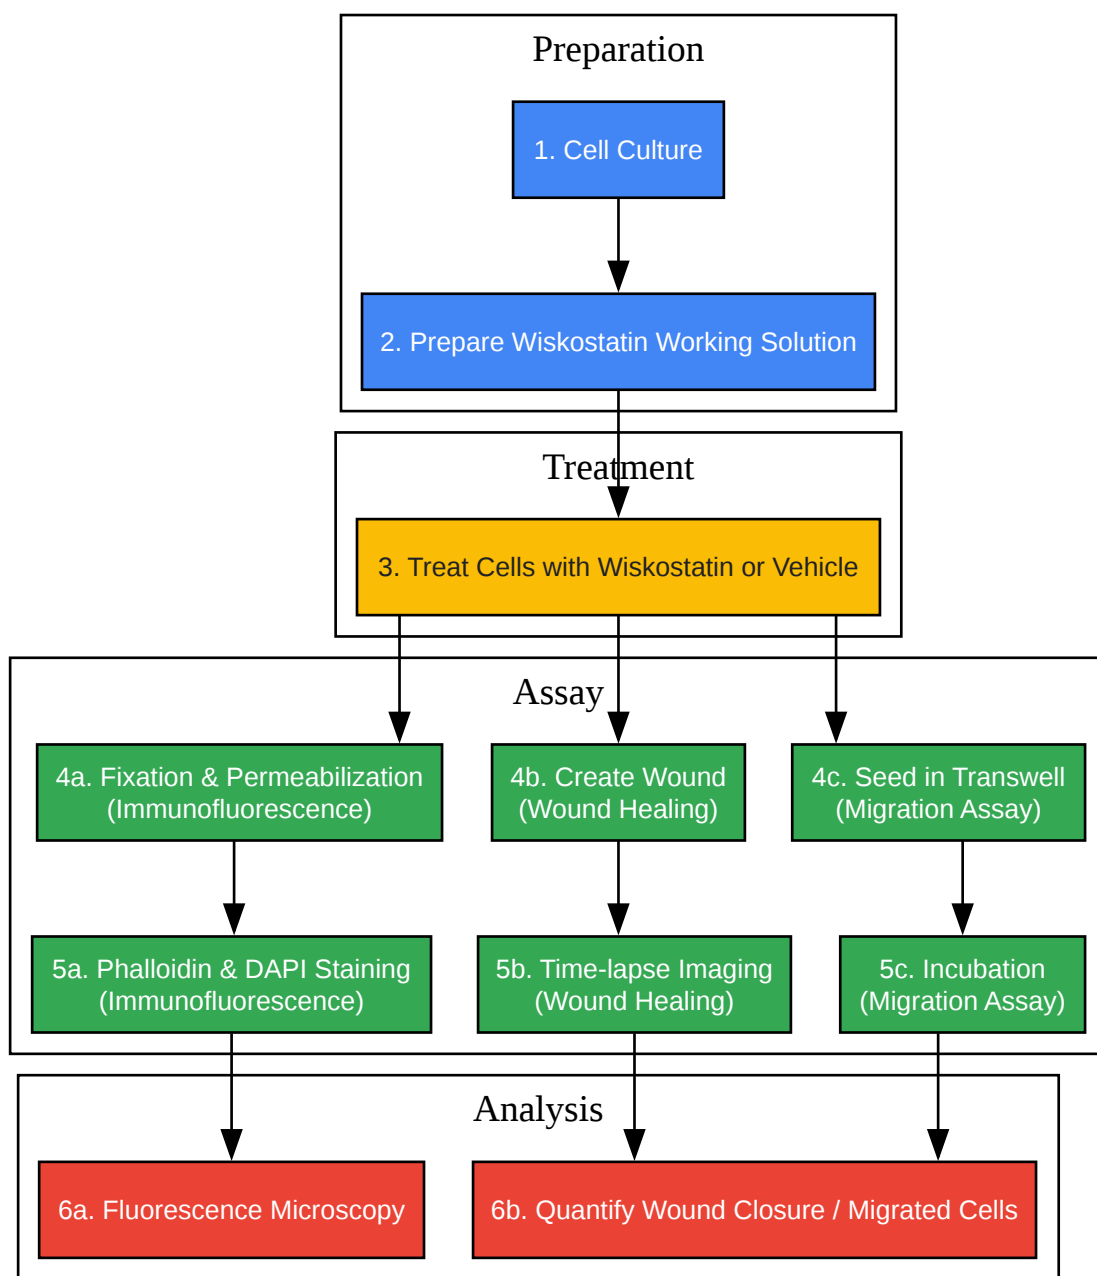 Preparation
1. Cell Culture
2. Prepare Wiskostatin Working Solution
Treatment
3. Treat Cells with Wiskostatin or Vehicle
Assay
4a. Fixation & Permeabilization
(Immunofluorescence)
4b. Create Wound
(Wound Healing)
4c. Seed in Transwell
(Migration Assay)
5a. Phalloidin & DAPI Staining
(Immunofluorescence)
5b. Time-lapse Imaging
(Wound Healing)
5c. Incubation
(Migration Assay)
Analysis
6a. Fluorescence Microscopy
6b. Quantify Wound Closure / Migrated Cells